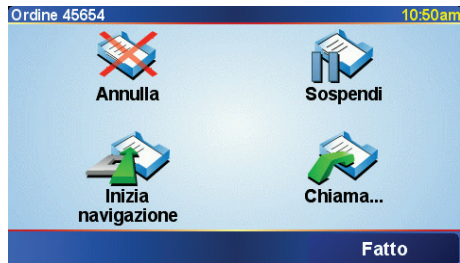 Ordine 45654 10:50am
Annulla Sospendi
Inizia Chiama...
navigazione
Fatto